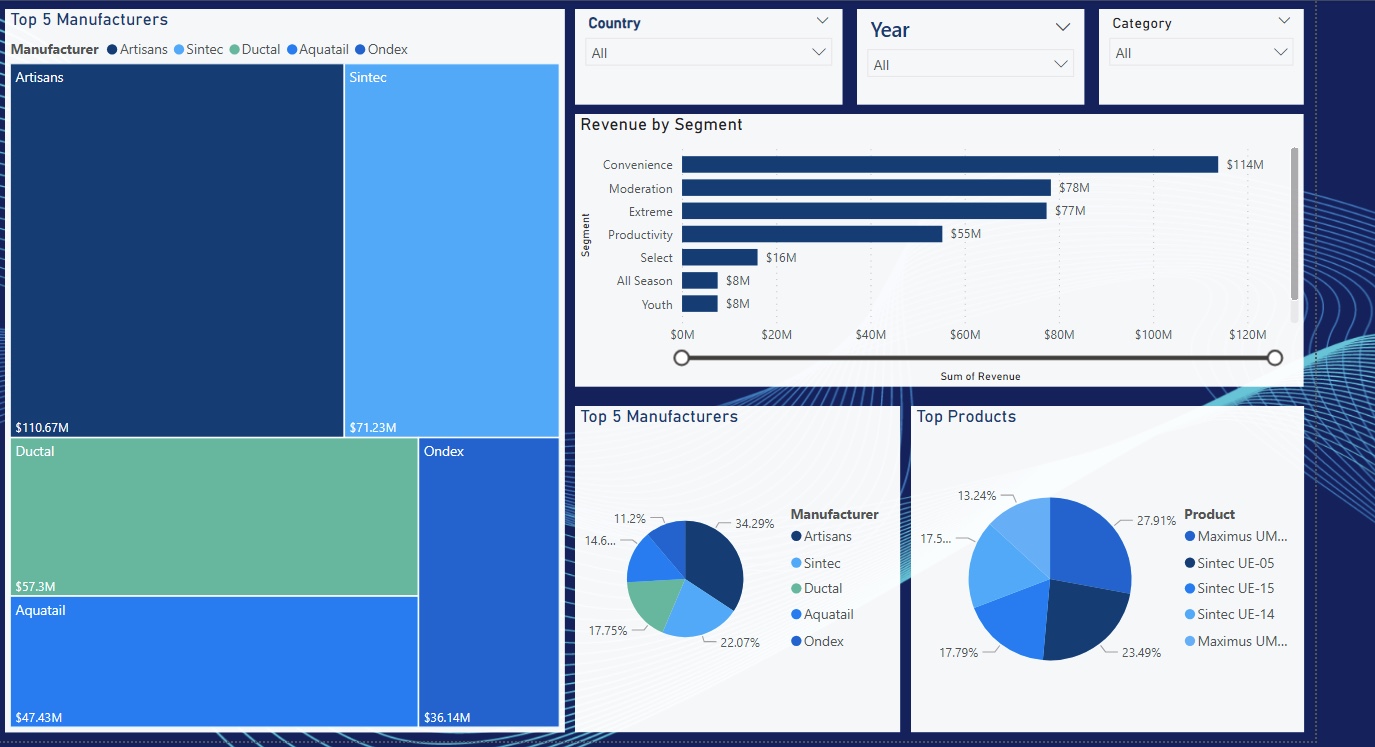 Top 5 Manufacturers
Manufacturer Artisans Sintec Ductal Aquatail Ondex
Artisans
$110.67M
Sintec
$71.23M
Ductal
$57.3M
Aquatail
$47.43M
Ondex
$36.14M
Country
All
Year
All
Category
All
Revenue by Segment
Segment
Convenience $114M
Moderation $78M
Extreme $77M
Productivity $55M
Select $16M
All Season $8M
Youth $8M
$0M $20M $40M $60M $80M $100M $120M
Sum of Revenue
Top 5 Manufacturers
34.29%
22.07%
17.75%
14.6...
11.2%
Manufacturer
Artisans
Sintec
Ductal
Aquatail
Ondex
Top Products
27.91%
23.49%
17.79%
17.5...
13.24%
Product
Maximus UM...
Sintec UE-05
Sintec UE-15
Sintec UE-14
Maximus UM...